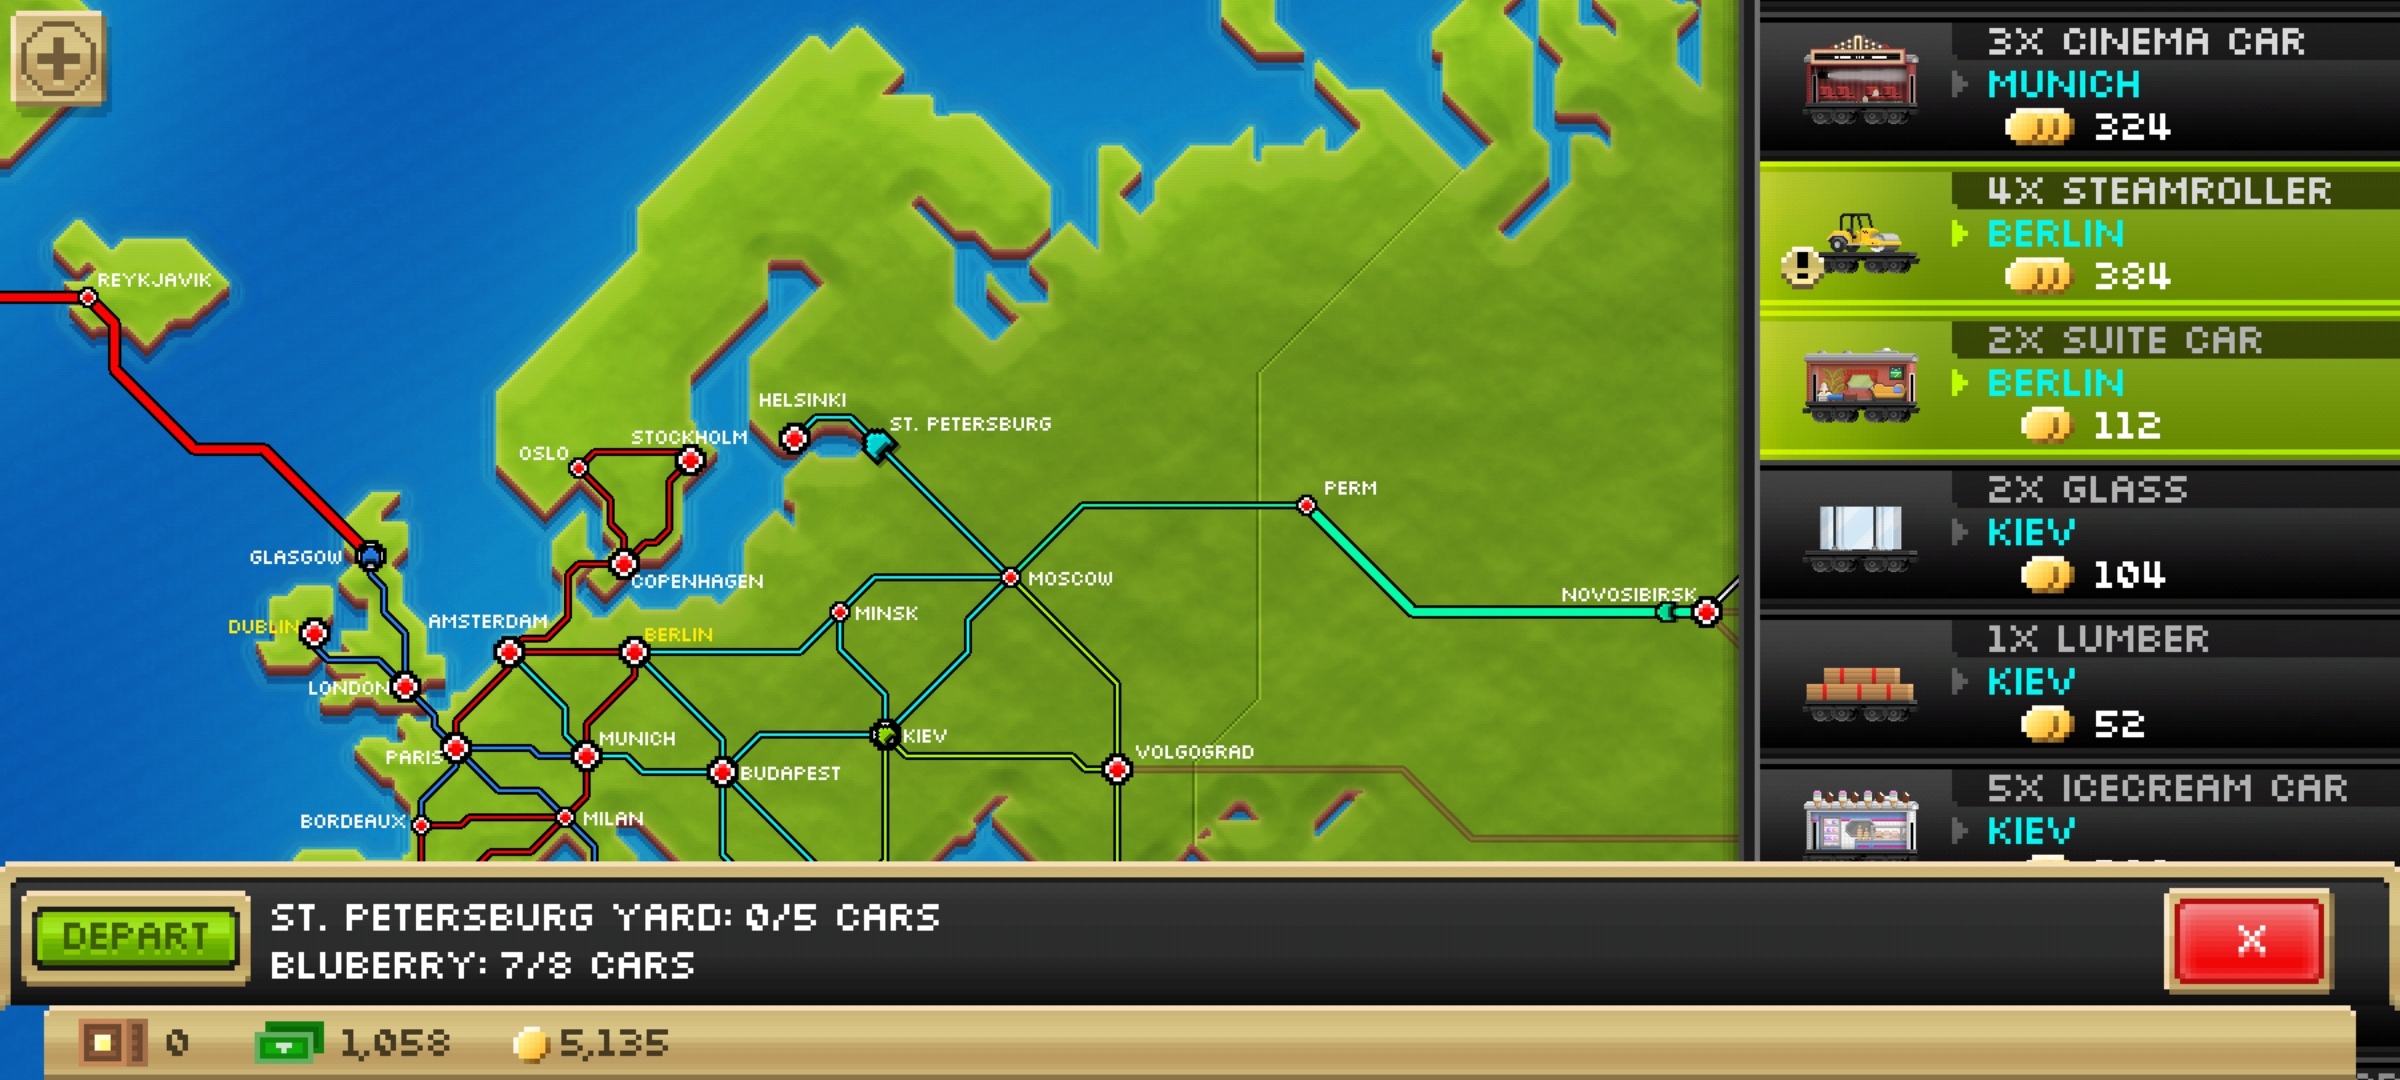 REYKJAVIK
HELSINKI
ST. PETERSBURG
STOCKHOLM
OSLO
PERM
GLASGOW
COPENHAGEN
MOSCOW
NOVOSIBIRSK
DUBLIN
AMSTERDAM
MINSK
BERLIN
LONDON
PARIS
MUNICH
KIEV
VOLGOGRAD
BUDAPEST
BORDEAUX
MILAN
3X CINEMA CAR
MUNICH
324
4X STEAMROLLER
BERLIN
384
2X SUITE CAR
BERLIN
112
2X GLASS
KIEV
104
1X LUMBER
KIEV
52
5X ICECREAM CAR
KIEV
DEPART
ST. PETERSBURG YARD: 0/5 CARS
BLUBERRY: 7/8 CARS
X
0
1,058
5,135